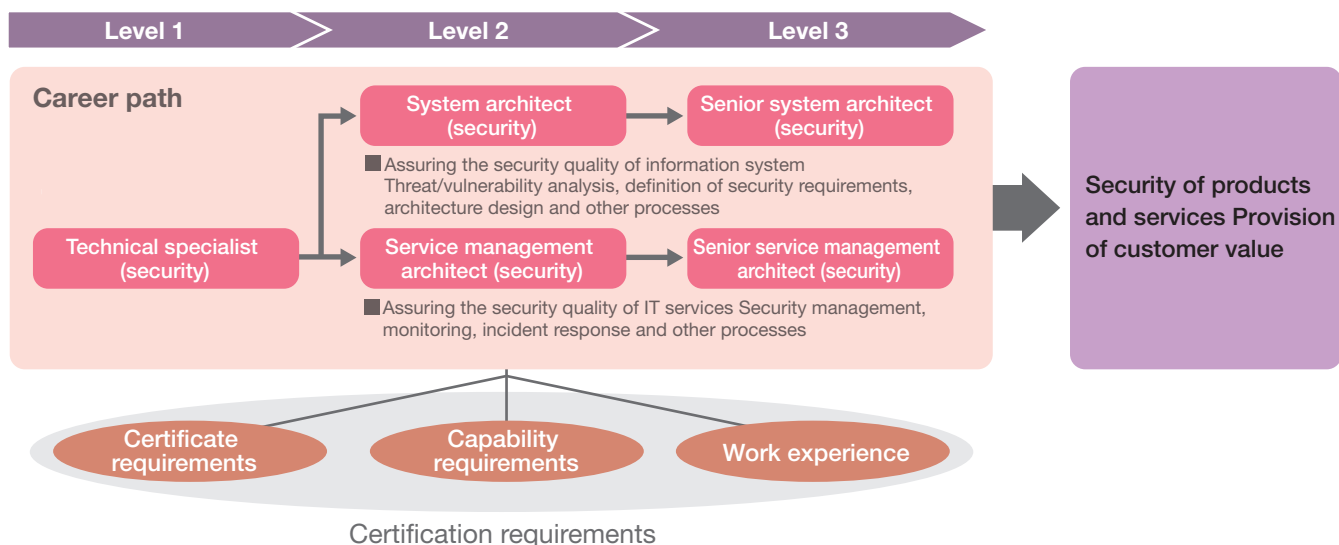 Level 1
Level 2
Level 3
Career path
System architect
(security)
Senior system architect
(security)
Assuring the security quality of information system
Threat/vulnerability analysis, definition of security requirements,
architecture design and other processes
Technical specialist
(security)
Service management
architect (security)
Senior service management
architect (security)
Assuring the security quality of IT services Security management,
monitoring, incident response and other processes
Security of products
and services Provision
of customer value
Certificate
requirements
Capability
requirements
Work experience
Certification requirements